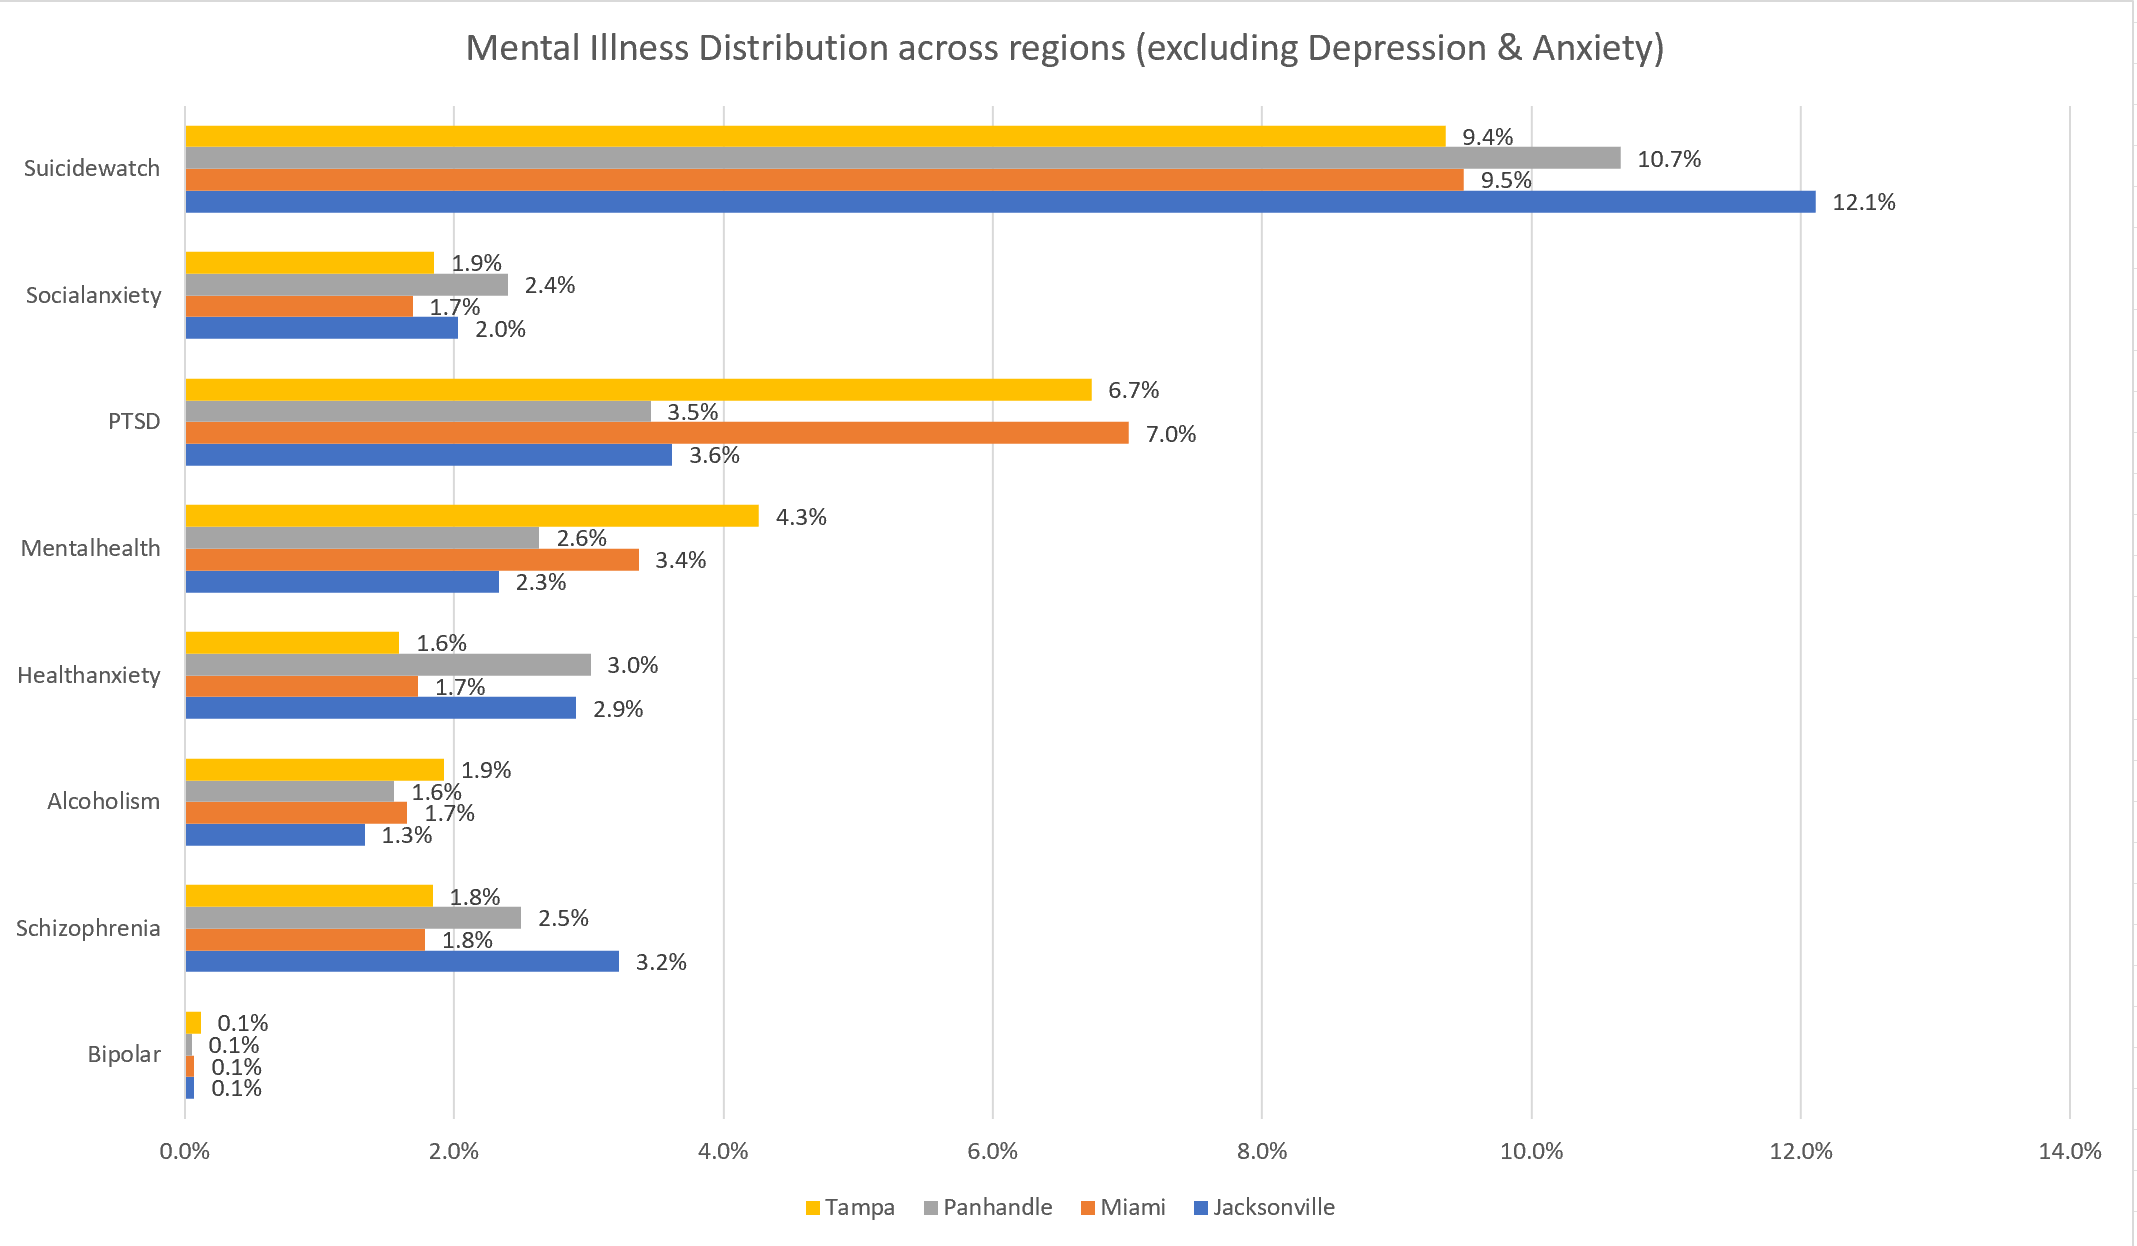 Mental Illness Distribution across regions (excluding Depression & Anxiety)
Suicidewatch
9.4%
10.7%
9.5%
12.1%
Socialanxiety
1.9%
2.4%
1.7%
2.0%
PTSD
6.7%
3.5%
7.0%
3.6%
Mentalhealth
4.3%
2.6%
3.4%
2.3%
Healthanxiety
1.6%
3.0%
1.7%
2.9%
Alcoholism
1.9%
1.6%
1.7%
1.3%
Schizophrenia
1.8%
2.5%
1.8%
3.2%
Bipolar
0.1%
0.1%
0.1%
0.1%
0.0% 2.0% 4.0% 6.0% 8.0% 10.0% 12.0% 14.0%
Tampa Panhandle Miami Jacksonville